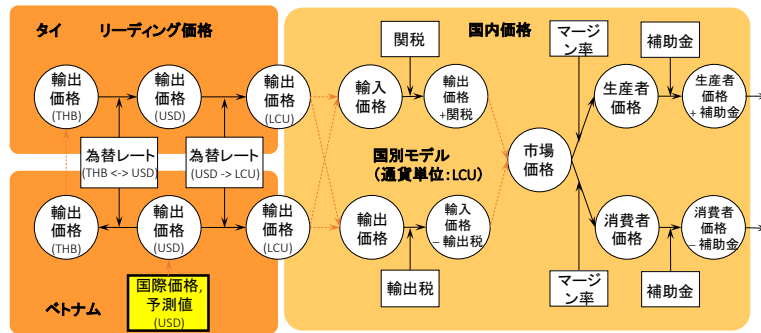 タイ
リーディング価格
国内価格
輸出
価格
(THB)
輸出
価格
(USD)
輸出
価格
(LCU)
関税
輸入
価格
輸出
価格
+関税
マージ
ン率
補助金
生産者
価格
生産者
価格
+ 補助金
為替レート
(THB <-> USD)
為替レート
(USD -> LCU)
国別モデル
（通貨単位：LCU）
市場
価格
輸出
価格
(THB)
輸出
価格
(USD)
輸出
価格
(LCU)
輸出
価格
輸入
価格
－輸出税
消費者
価格
消費者
価格
－ 補助金
国際価格,
予測値
(USD)
輸出税
マージ
ン率
補助金
ベトナム